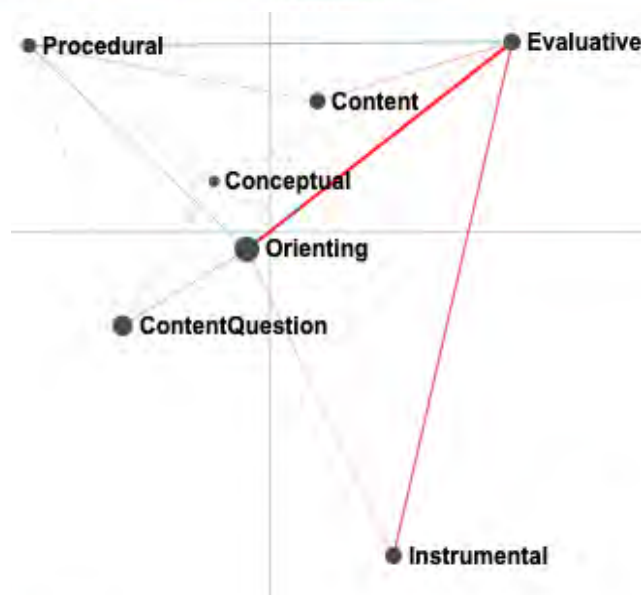 Procedural
Evaluative
Content
Conceptual
Orienting
ContentQuestion
Instrumental